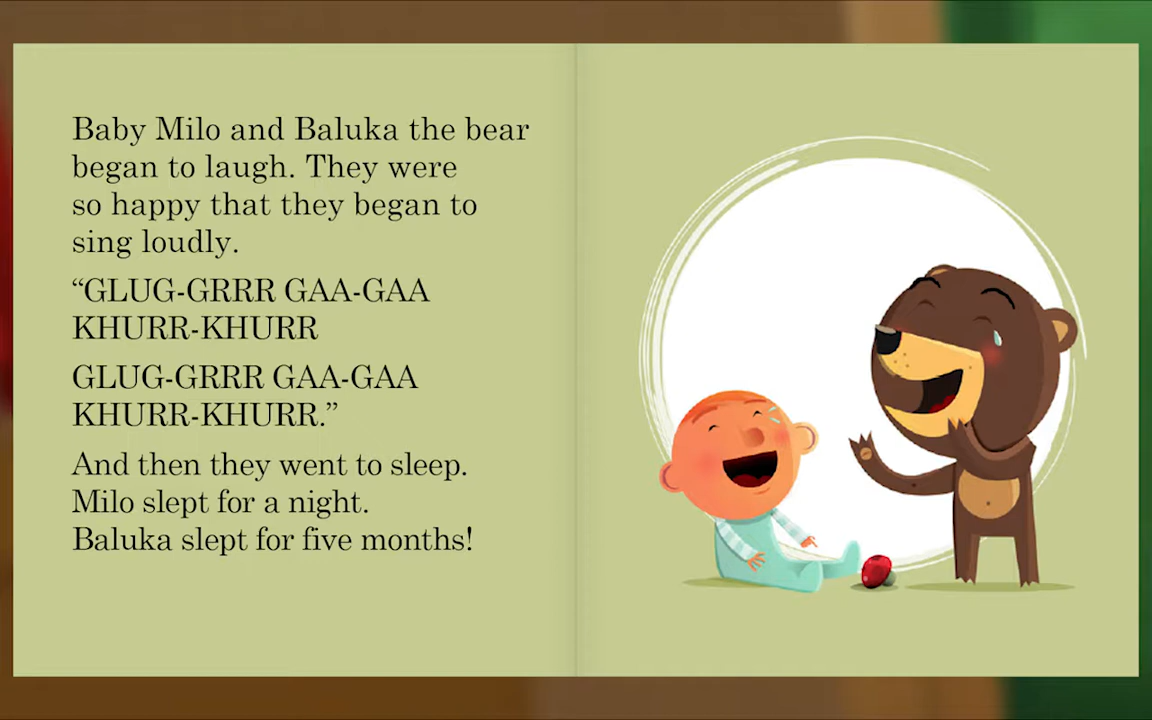 Baby Milo and Baluka the bear
began to laugh. They were
so happy that they began to
sing loudly.
“GLUG-GRRR GAA-GAA
KHURR-KHURR
GLUG-GRRR GAA-GAA
KHURR-KHURR.”
And then they went to sleep.
Milo slept for a night.
Baluka slept for five months!